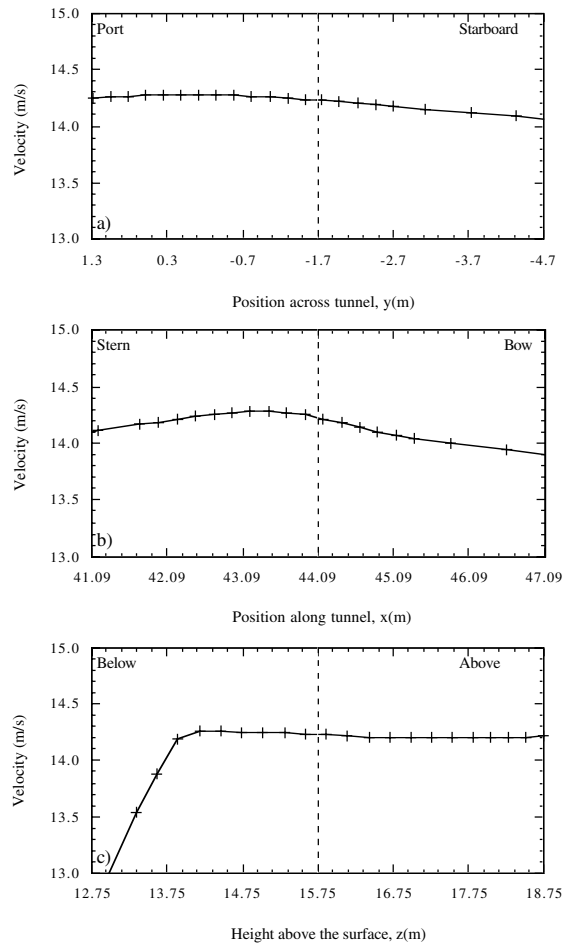 15.0
Port Starboard
14.5
14.0
13.5
13.0
a)
1.3 0.3 -0.7 -1.7 -2.7 -3.7 -4.7
Velocity (m/s)
Position across tunnel, y(m)
15.0
Stern Bow
14.5
14.0
13.5
13.0
b)
41.09 42.09 43.09 44.09 45.09 46.09 47.09
Velocity (m/s)
Position along tunnel, x(m)
15.0
Below Above
14.5
14.0
13.5
13.0
c)
12.75 13.75 14.75 15.75 16.75 17.75 18.75
Velocity (m/s)
Height above the surface, z(m)